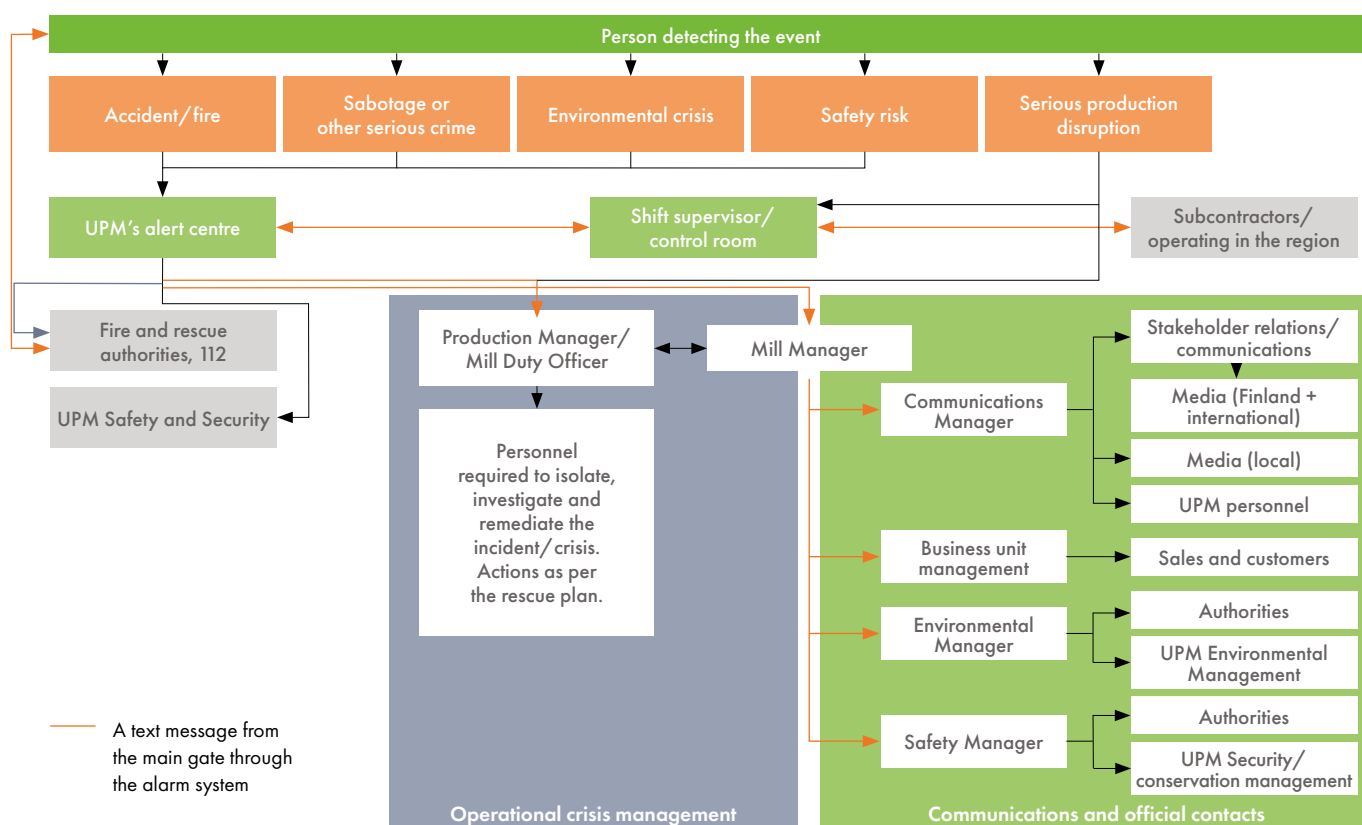 Person detecting the event
Accident/fire
Sabotage or
other serious crime
Environmental crisis
Safety risk
Serious production
disruption
UPM's alert centre
Shift supervisor/
control room
Subcontractors/
operating in the region
Fire and rescue
authorities, 112
UPM Safety and Security
Production Manager/
Mill Duty Officer
Mill Manager
Personnel
required to isolate,
investigate and
remediate the
incident/crisis.
Actions as per
the rescue plan.
Communications
Manager
Stakeholder relations/
communications
Media (Finland +
international)
Media (local)
UPM personnel
Business unit
management
Sales and customers
Environmental
Manager
Authorities
UPM Environmental
Management
Safety Manager
Authorities
UPM Security/
conservation management
A text message from
the main gate through
the alarm system
Operational crisis management
Communications and official contacts